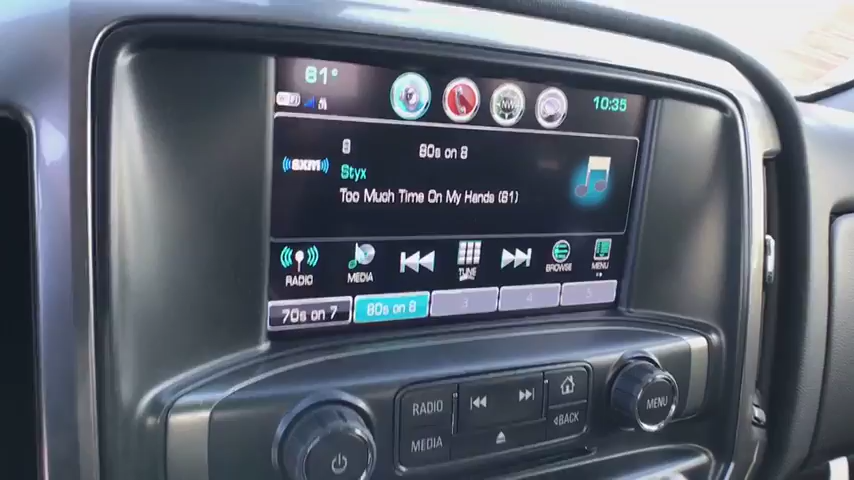 81°
NW
10:35
8 80s on 8
sxm
Styx
Too Much Time On My Hands (81)
RADIO MEDIA TUNE BROWSE MENU
70s on 7 80s on 8 3 4 5
RADIO
MEDIA
BACK
MENU